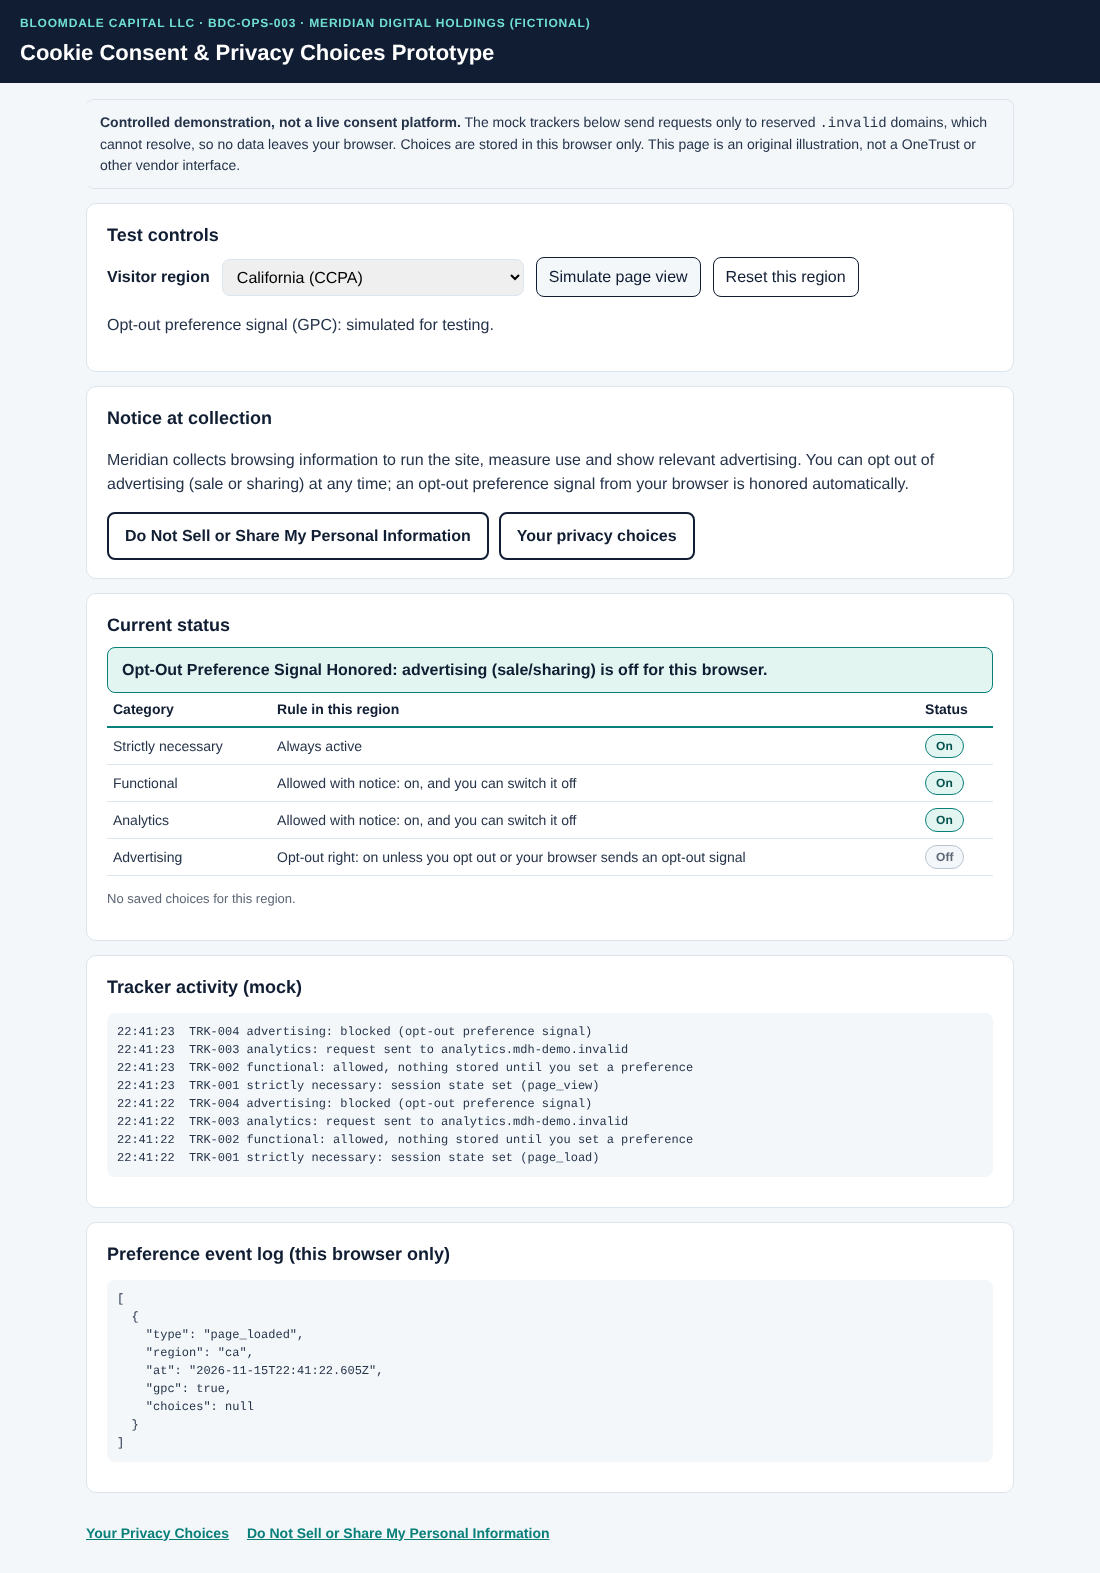 BLOOMDALE CAPITAL LLC · BDC-OPS-003 · MERIDIAN DIGITAL HOLDINGS (FICTIONAL)
Cookie Consent & Privacy Choices Prototype
Controlled demonstration, not a live consent platform. The mock trackers below send requests only to reserved .invalid domains, which
cannot resolve, so no data leaves your browser. Choices are stored in this browser only. This page is an original illustration, not a OneTrust or
other vendor interface.
Test controls
Visitor region California (CCPA) Simulate page view Reset this region
Opt-out preference signal (GPC): simulated for testing.
Notice at collection
Meridian collects browsing information to run the site, measure use and show relevant advertising. You can opt out of
advertising (sale or sharing) at any time; an opt-out preference signal from your browser is honored automatically.
Do Not Sell or Share My Personal Information Your privacy choices
Current status
Opt-Out Preference Signal Honored: advertising (sale/sharing) is off for this browser.
Category Rule in this region Status
Strictly necessary Always active On
Functional Allowed with notice: on, and you can switch it off On
Analytics Allowed with notice: on, and you can switch it off On
Advertising Opt-out right: on unless you opt out or your browser sends an opt-out signal Off
No saved choices for this region.
Tracker activity (mock)
22:41:23 TRK-004 advertising: blocked (opt-out preference signal)
22:41:23 TRK-003 analytics: request sent to analytics.mdh-demo.invalid
22:41:23 TRK-002 functional: allowed, nothing stored until you set a preference
22:41:23 TRK-001 strictly necessary: session state set (page_view)
22:41:22 TRK-004 advertising: blocked (opt-out preference signal)
22:41:22 TRK-003 analytics: request sent to analytics.mdh-demo.invalid
22:41:22 TRK-002 functional: allowed, nothing stored until you set a preference
22:41:22 TRK-001 strictly necessary: session state set (page_load)
Preference event log (this browser only)
[
{
"type": "page_loaded",
"region": "ca",
"at": "2026-11-15T22:41:22.605Z",
"gpc": true,
"choices": null
}
]
Your Privacy Choices Do Not Sell or Share My Personal Information